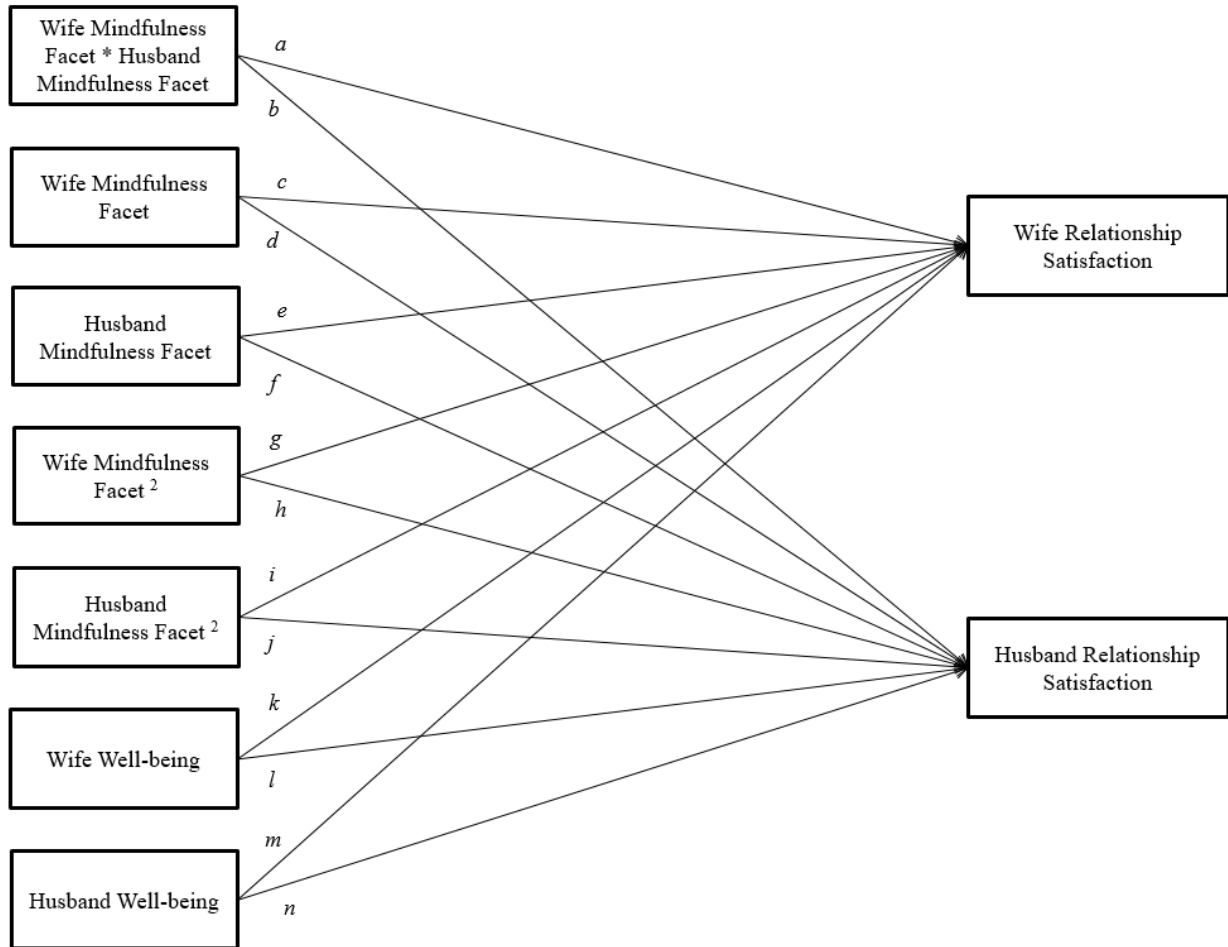 Wife Mindfulness
Facet * Husband
Mindfulness Facet
a
b
Wife Mindfulness
Facet
c
d
Wife Relationship
Satisfaction
Husband
Mindfulness Facet
e
f
Wife Mindfulness
Facet ²
g
h
Husband
Mindfulness Facet ²
i
j
Husband Relationship
Satisfaction
Wife Well-being
k
l
Husband Well-being
m
n